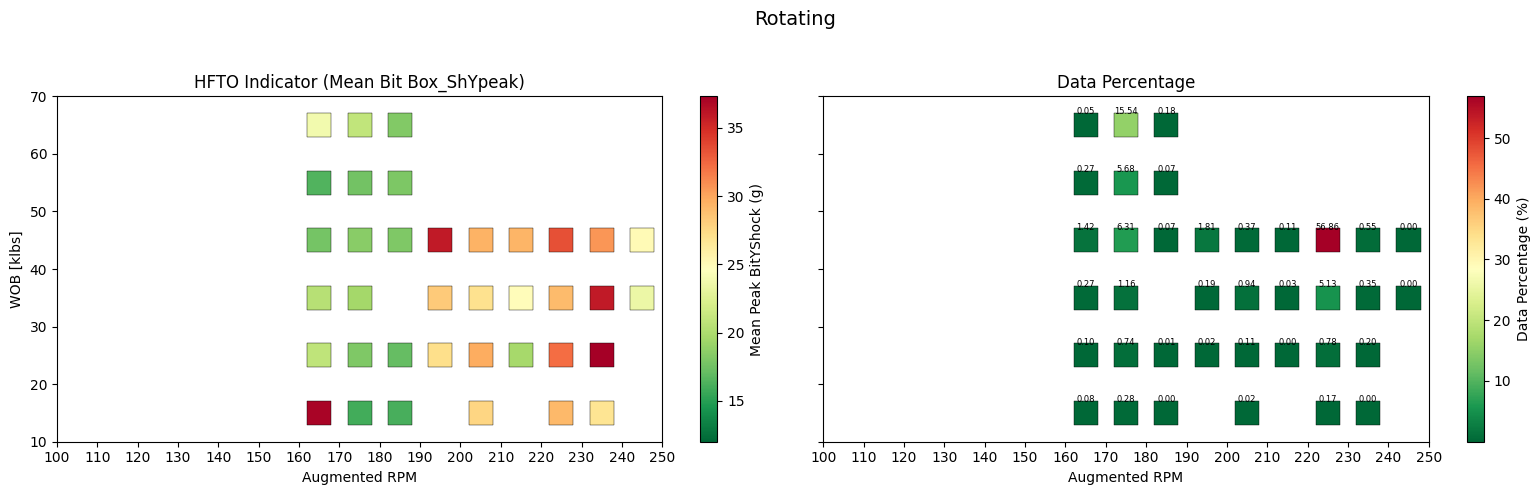 Rotating
HFTO Indicator (Mean Bit Box_ShYpeak)
70
60
50
40
30
20
10
WOB [klbs]
100 110 120 130 140 150 160 170 180 190 200 210 220 230 240 250
Augmented RPM
35
30
25
20
15
Mean Peak BitYShock (g)
Data Percentage
0.05 15.54 0.18
0.27 5.68 0.07
1.42 6.31 0.07 1.81 0.37 0.11 56.86 0.55 0.00
0.27 1.16 0.19 0.94 0.03 5.13 0.35 0.00
0.10 0.74 0.01 0.02 0.11 0.00 0.78 0.20
0.08 0.28 0.00 0.02 0.17 0.00
100 110 120 130 140 150 160 170 180 190 200 210 220 230 240 250
Augmented RPM
50
40
30
20
10
Data Percentage (%)